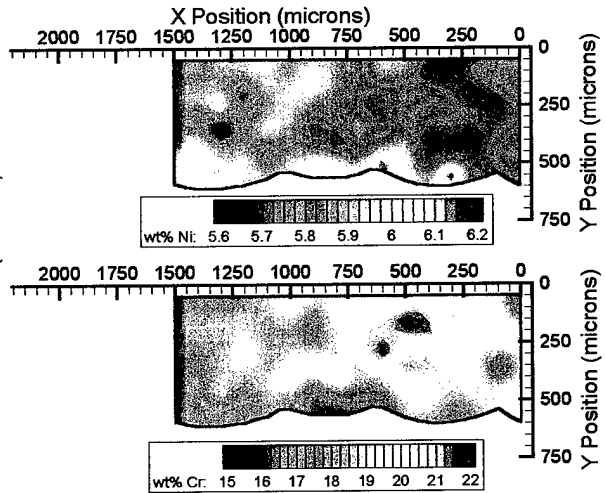 X Position (microns)
2000 1750 1500 1250 1000 750 500 250 0
0
250
500
750
Y Position (microns)
wt% Ni: 5.6 5.7 5.8 5.9 6 6.1 6.2
2000 1750 1500 1250 1000 750 500 250 0
0
250
500
750
Y Position (microns)
wt% Cr: 15 16 17 18 19 20 21 22